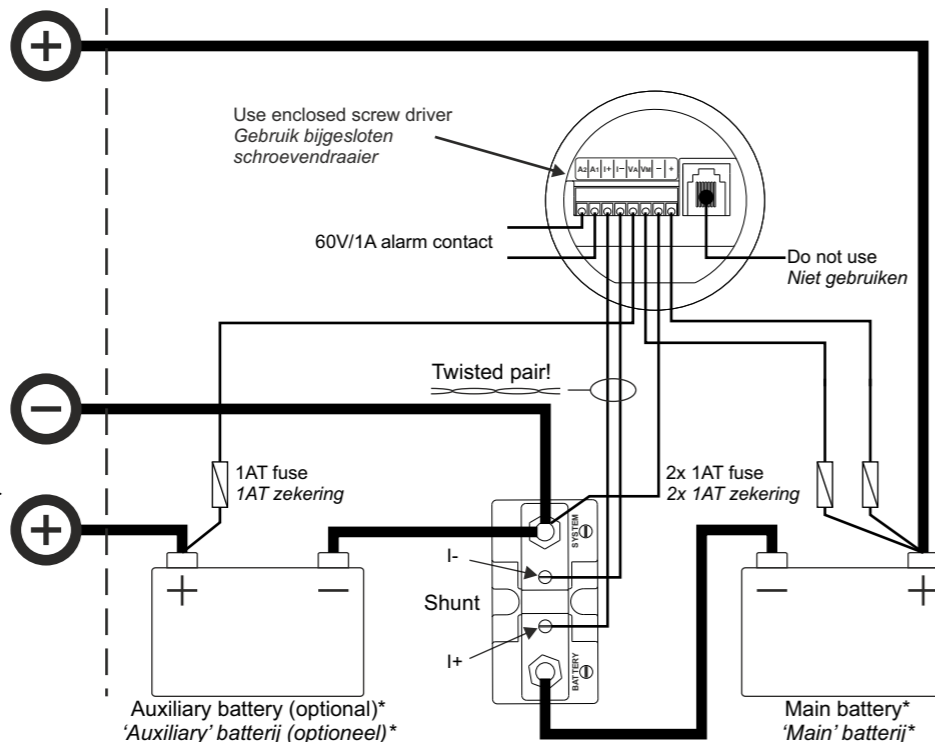 +
Use enclosed screw driver
Gebruik bijgesloten
schroevendraaier
A2 A1 I+ I- VA VM - +
60V/1A alarm contact
Do not use
Niet gebruiken
Twisted pair!
-
1AT fuse
1AT zekering
2x 1AT fuse
2x 1AT zekering
+
SYSTEM
I-
Shunt
I+
BATTERY
+ -
- +
Auxiliary battery (optional)*
‘Auxiliary’ batterij (optioneel)*
Main battery*
‘Main’ batterij*